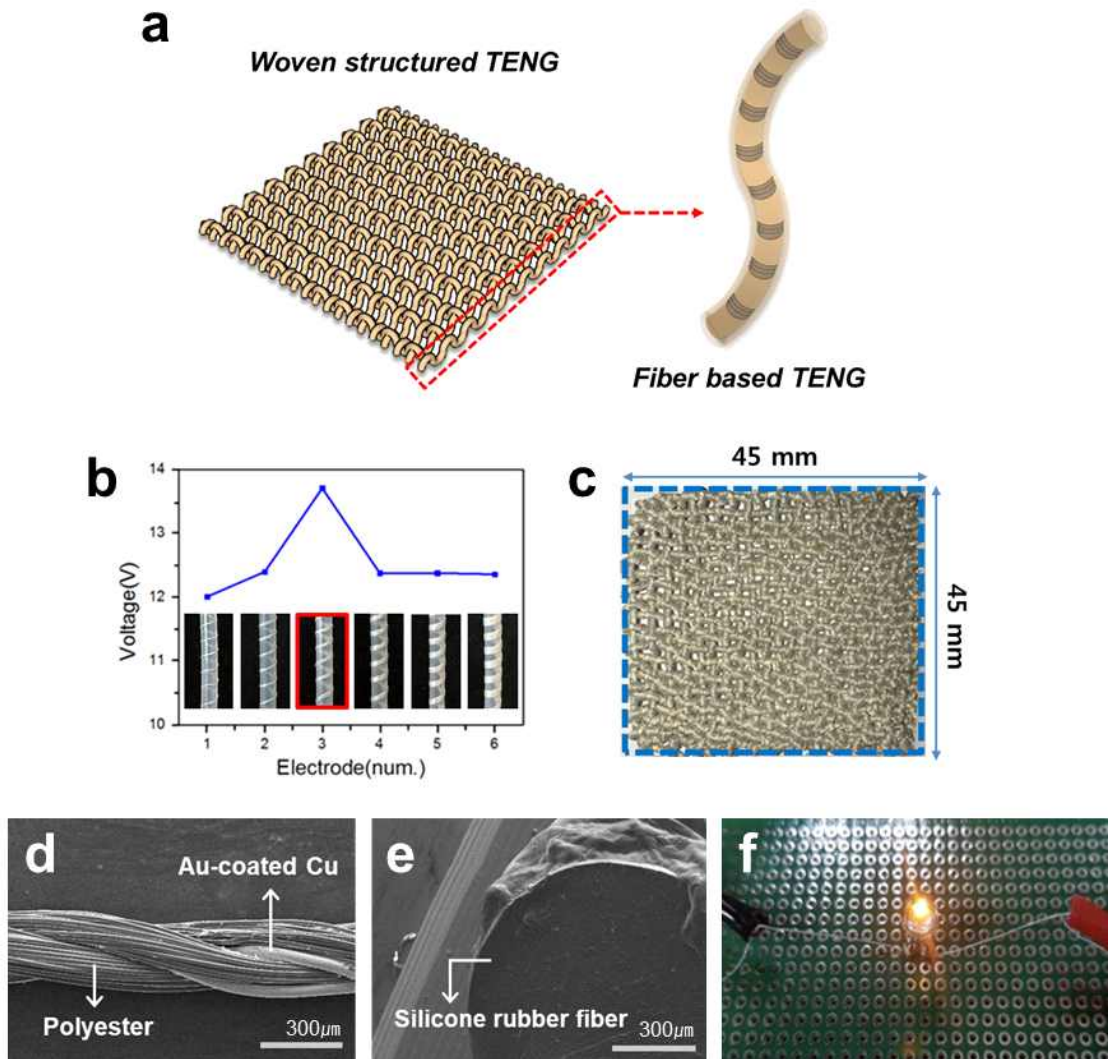 a
Woven structured TENG
Fiber based TENG
b
14
13
12
11
10
Voltage(V)
1 2 3 4 5 6
Electrode(num.)
c
45 mm
45 mm
d
Au-coated Cu
Polyester
300㎛
e
Silicone rubber fiber
300㎛
f